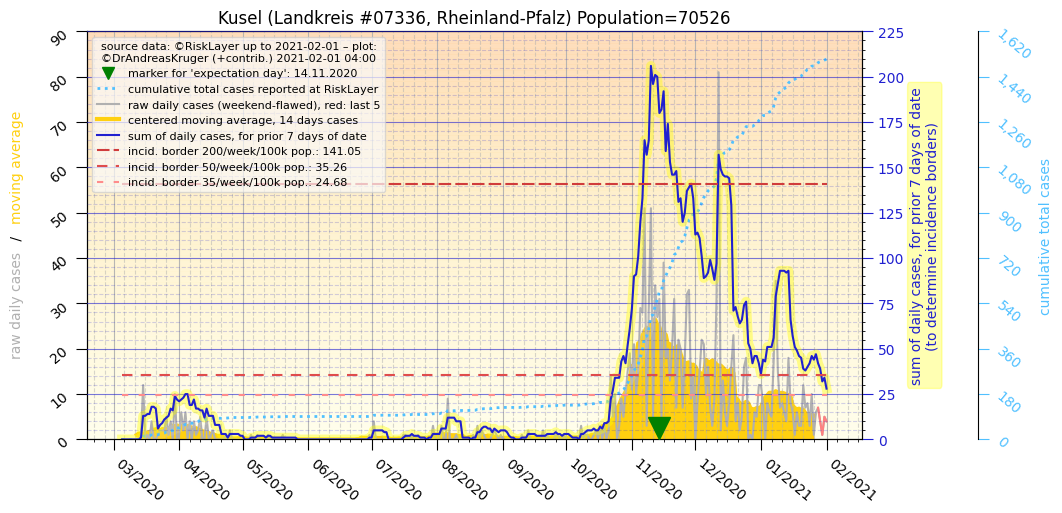 Kusel (Landkreis #07336, Rheinland-Pfalz) Population=70526
source data: ©RiskLayer up to 2021-02-01 – plot:
©DrAndreasKruger (+contrib.) 2021-02-01 04:00
marker for 'expectation day': 14.11.2020
cumulative total cases reported at RiskLayer
raw daily cases (weekend-flawed), red: last 5
centered moving average, 14 days cases
sum of daily cases, for prior 7 days of date
incid. border 200/week/100k pop.: 141.05
incid. border 50/week/100k pop.: 35.26
incid. border 35/week/100k pop.: 24.68
raw daily cases / moving average
90
80
70
60
50
40
30
20
10
0
03/2020
04/2020
05/2020
06/2020
07/2020
08/2020
09/2020
10/2020
11/2020
12/2020
01/2021
02/2021
225
200
175
150
125
100
75
50
25
0
sum of daily cases, for prior 7 days of date
(to determine incidence borders)
1,620
1,440
1,260
1,080
900
720
540
360
180
0
cumulative total cases